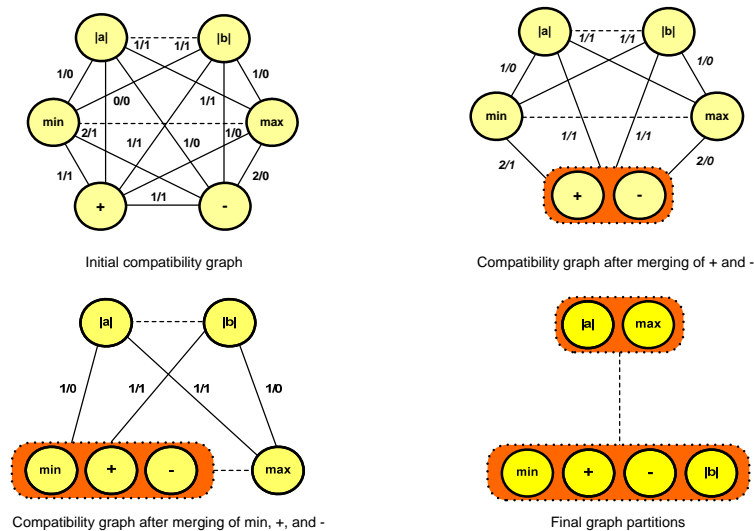 |a| |b|
1/1 1/1
1/0 1/0
0/0 1/1
min max
2/1 1/1 1/0 1/0
1/1 2/0
1/1
+ -
Initial compatibility graph
|a| |b|
1/1 1/1
1/0 1/0
min max
1/1 1/1
2/1 2/0
+ -
Compatibility graph after merging of + and -
|a| |b|
1/0 1/1 1/1 1/0
min + - max
Compatibility graph after merging of min, +, and -
|a| max
min + - |b|
Final graph partitions